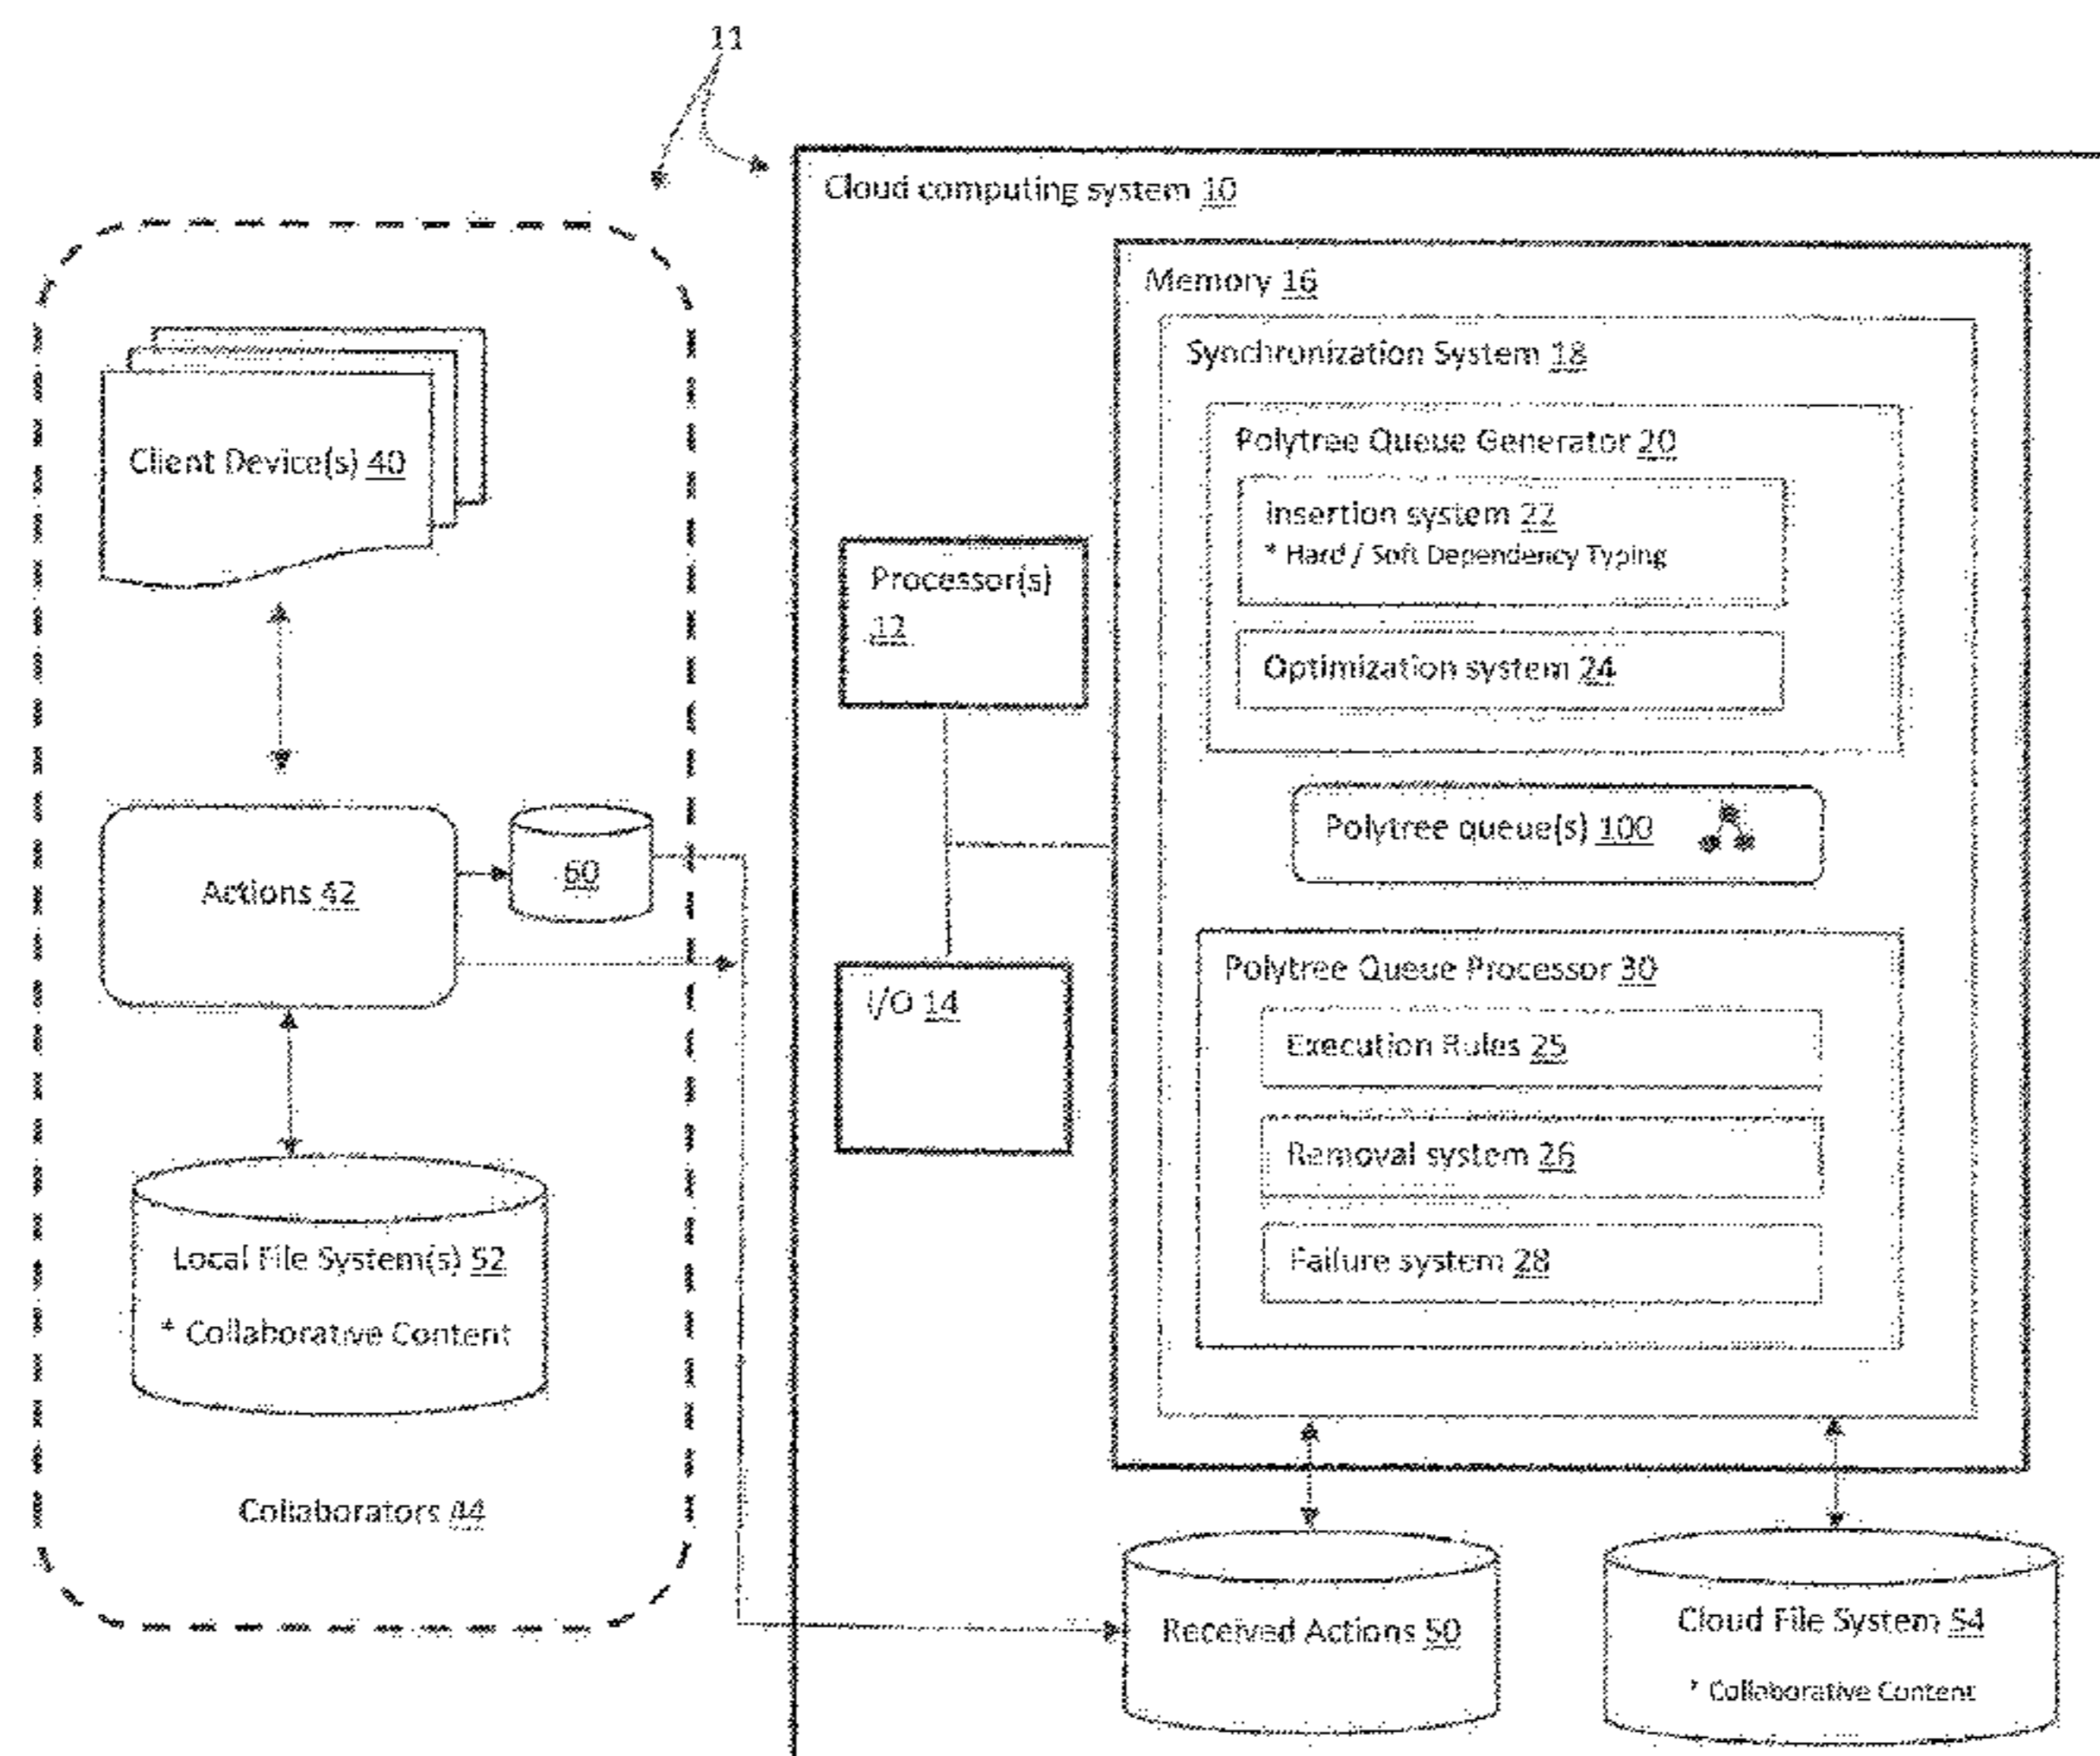 11
Cloud computing system 10
Memory 16
Synchronization System 18
Polytree Queue Generator 20
Insertion system 22
* Hard / Soft Dependency Typing
Optimization system 24
Polytree queue(s) 100
Polytree Queue Processor 30
Execution Rules 25
Removal system 26
Failure system 28
Processor(s)
12
I/O 14
Client Device(s) 40
Actions 42
60
Local File System(s) 52
* Collaborative Content
Collaborators 44
Received Actions 50
Cloud File System 54
* Collaborative Content